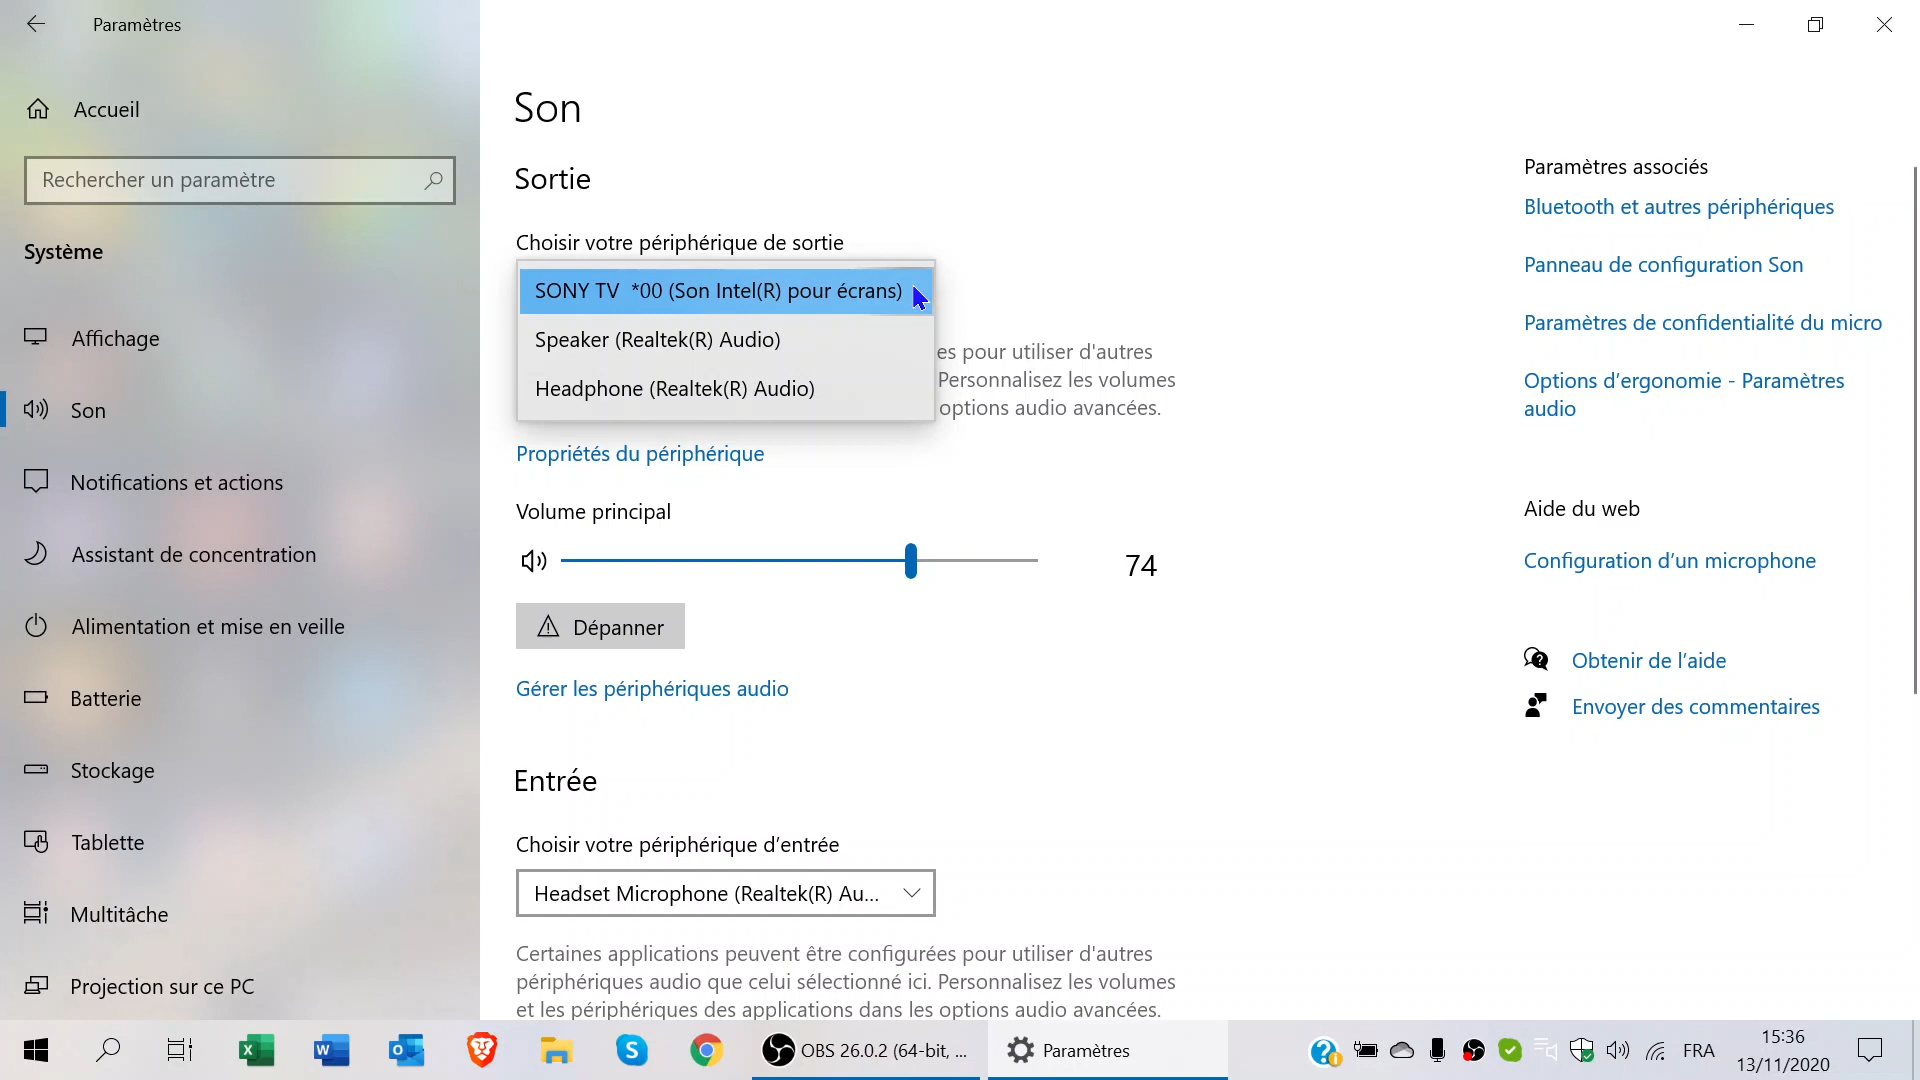 Paramètres
Accueil
Rechercher un paramètre
Système
Affichage
Son
Notifications et actions
Assistant de concentration
Alimentation et mise en veille
Batterie
Stockage
Tablette
Multitâche
Projection sur ce PC
Son
Sortie
Choisir votre périphérique de sortie
SONY TV  *00 (Son Intel(R) pour écrans)
Speaker (Realtek(R) Audio)
Headphone (Realtek(R) Audio)
es pour utiliser d'autres
Personnalisez les volumes
options audio avancées.
Propriétés du périphérique
Volume principal
74
Dépanner
Gérer les périphériques audio
Entrée
Choisir votre périphérique d’entrée
Headset Microphone (Realtek(R) Au...
Certaines applications peuvent être configurées pour utiliser d'autres
périphériques audio que celui sélectionné ici. Personnalisez les volumes
et les périphériques des applications dans les options audio avancées.
Paramètres associés
Bluetooth et autres périphériques
Panneau de configuration Son
Paramètres de confidentialité du micro
Options d’ergonomie - Paramètres
audio
Aide du web
Configuration d’un microphone
Obtenir de l’aide
Envoyer des commentaires
OBS 26.0.2 (64-bit, ...
Paramètres
FRA
15:36
13/11/2020